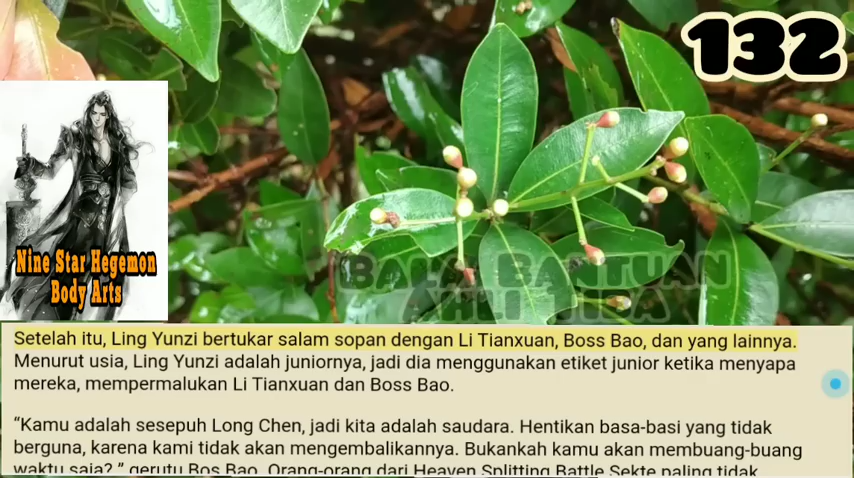 132
Nine Star Hegemon
Body Arts
BALA BANTUAN
AHLI TIBA
Setelah itu, Ling Yunzi bertukar salam sopan dengan Li Tianxuan, Boss Bao, dan yang lainnya.
Menurut usia, Ling Yunzi adalah juniornya, jadi dia menggunakan etiket junior ketika menyapa
mereka, mempermalukan Li Tianxuan dan Boss Bao.
“Kamu adalah sesepuh Long Chen, jadi kita adalah saudara. Hentikan basa-basi yang tidak
berguna, karena kami tidak akan mengembalikannya. Bukankah kamu akan membuang-buang
waktu saja? ” gerutu Bos Bao. Orang-orang dari Heaven Splitting Battle Sekte paling tidak